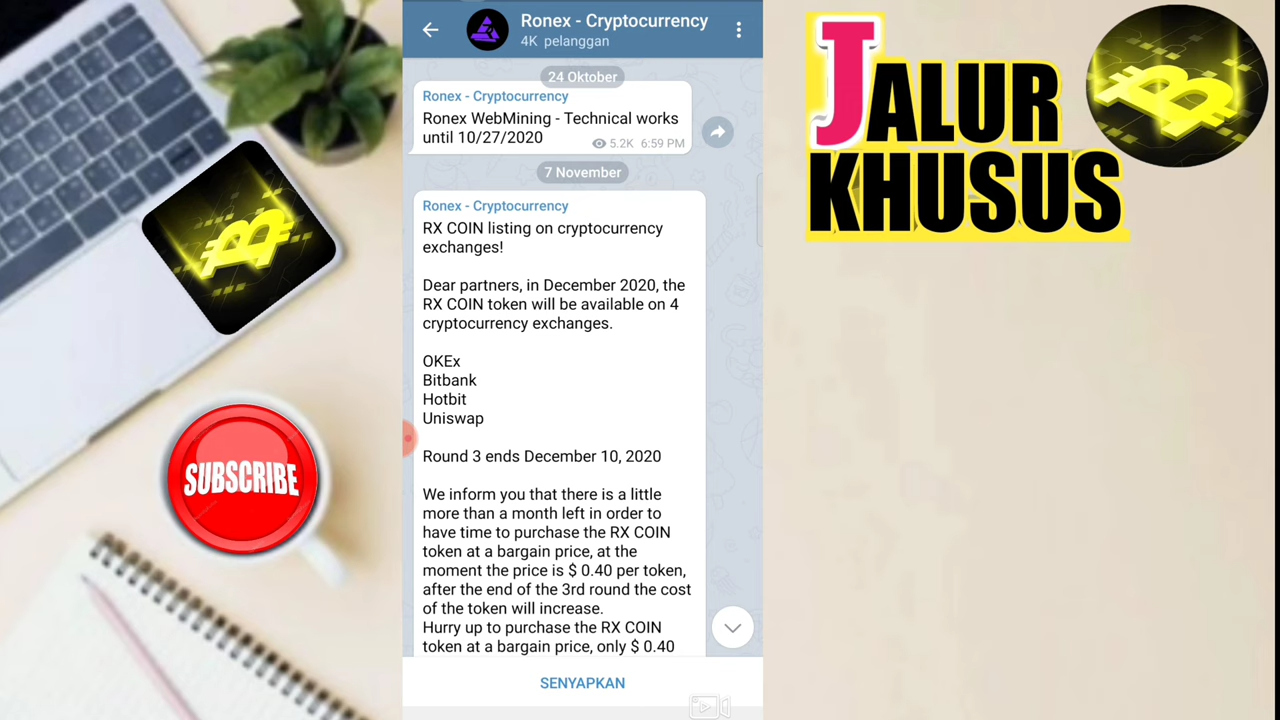 Ronex - Cryptocurrency
4K pelanggan
24 Oktober
Ronex - Cryptocurrency
Ronex WebMining - Technical works
until 10/27/2020
5.2K 6:59 PM
7 November
Ronex - Cryptocurrency
RX COIN listing on cryptocurrency
exchanges!
Dear partners, in December 2020, the
RX COIN token will be available on 4
cryptocurrency exchanges.
OKEx
Bitbank
Hotbit
Uniswap
Round 3 ends December 10, 2020
We inform you that there is a little
more than a month left in order to
have time to purchase the RX COIN
token at a bargain price, at the
moment the price is $ 0.40 per token,
after the end of the 3rd round the cost
of the token will increase.
Hurry up to purchase the RX COIN
token at a bargain price, only $ 0.40
SENYAPKAN
SUBSCRIBE
JALUR
KHUSUS